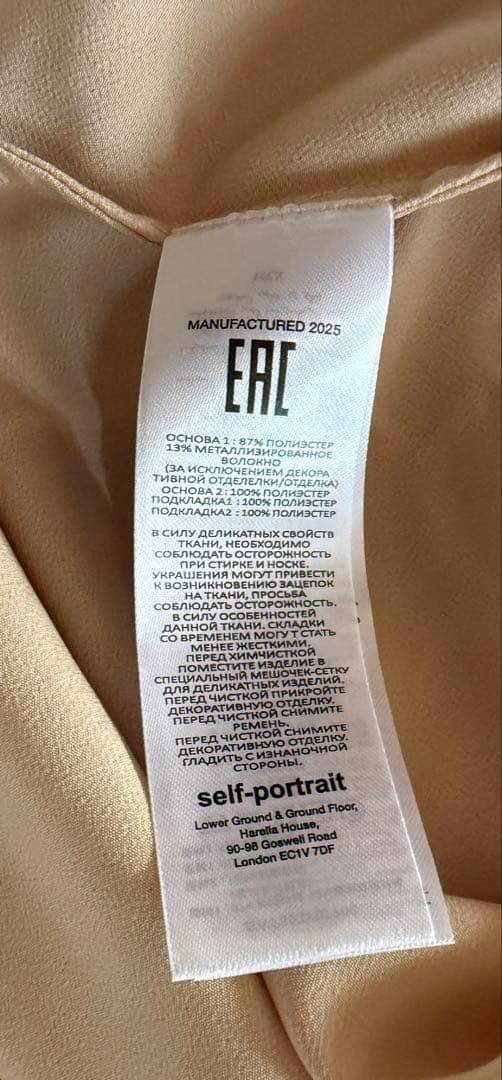 MANUFACTURED 2025
EAC
ОСНОВА 1 : 87% ПОЛИЭСТЕР
13% МЕТАЛЛИЗИРОВАННОЕ
ВОЛОКНО
(ЗА ИСКЛЮЧЕНИЕМ ДЕКОРА
ТИВНОЙ ОТДЕЛЕЛКИ/ОТДЕЛКА)
ОСНОВА 2 : 100% ПОЛИЭСТЕР
ПОДКЛАДКА1 : 100% ПОЛИЭСТЕР
ПОДКЛАДКА2 : 100% ПОЛИЭСТЕР
В СИЛУ ДЕЛИКАТНЫХ СВОЙСТВ
ТКАНИ, НЕОБХОДИМО
СОБЛЮДАТЬ ОСТОРОЖНОСТЬ
ПРИ СТИРКЕ И НОСКЕ.
УКРАШЕНИЯ МОГУТ ПРИВЕСТИ
К ВОЗНИКНОВЕНИЮ ЗАЦЕПОК
НА ТКАНИ, ПРОСЬБА
СОБЛЮДАТЬ ОСТОРОЖНОСТЬ.
В СИЛУ ОСОБЕННОСТЕЙ
ДАННОЙ ТКАНИ. СКЛАДКИ
СО ВРЕМЕНЕМ МОГУТ СТАТЬ
МЕНЕЕ ЖЕСТКИМИ.
ПЕРЕД ХИМЧИСТКОЙ
ПОМЕСТИТЕ ИЗДЕЛИЕ В
СПЕЦИАЛЬНЫЙ МЕШОЧЕК-СЕТКУ
ДЛЯ ДЕЛИКАТНЫХ ИЗДЕЛИЙ.
ПЕРЕД ЧИСТКОЙ ПРИКРОЙТЕ
ДЕКОРАТИВНУЮ ОТДЕЛКУ.
ПЕРЕД ЧИСТКОЙ СНИМИТЕ
РЕМЕНЬ.
ПЕРЕД ЧИСТКОЙ СНИМИТЕ
ДЕКОРАТИВНУЮ ОТДЕЛКУ.
ГЛАДИТЬ С ИЗНАНОЧНОЙ
СТОРОНЫ.
self-portrait
Lower Ground & Ground Floor,
Harella House,
90-98 Goswell Road
London EC1V 7DF